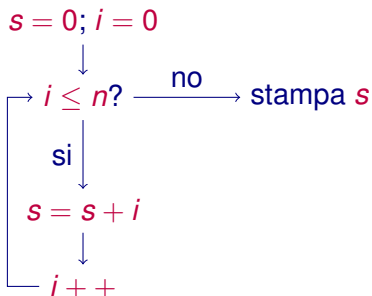 s = 0; i = 0
i ≤ n?
no
stampa s
si
s = s + i
i + +